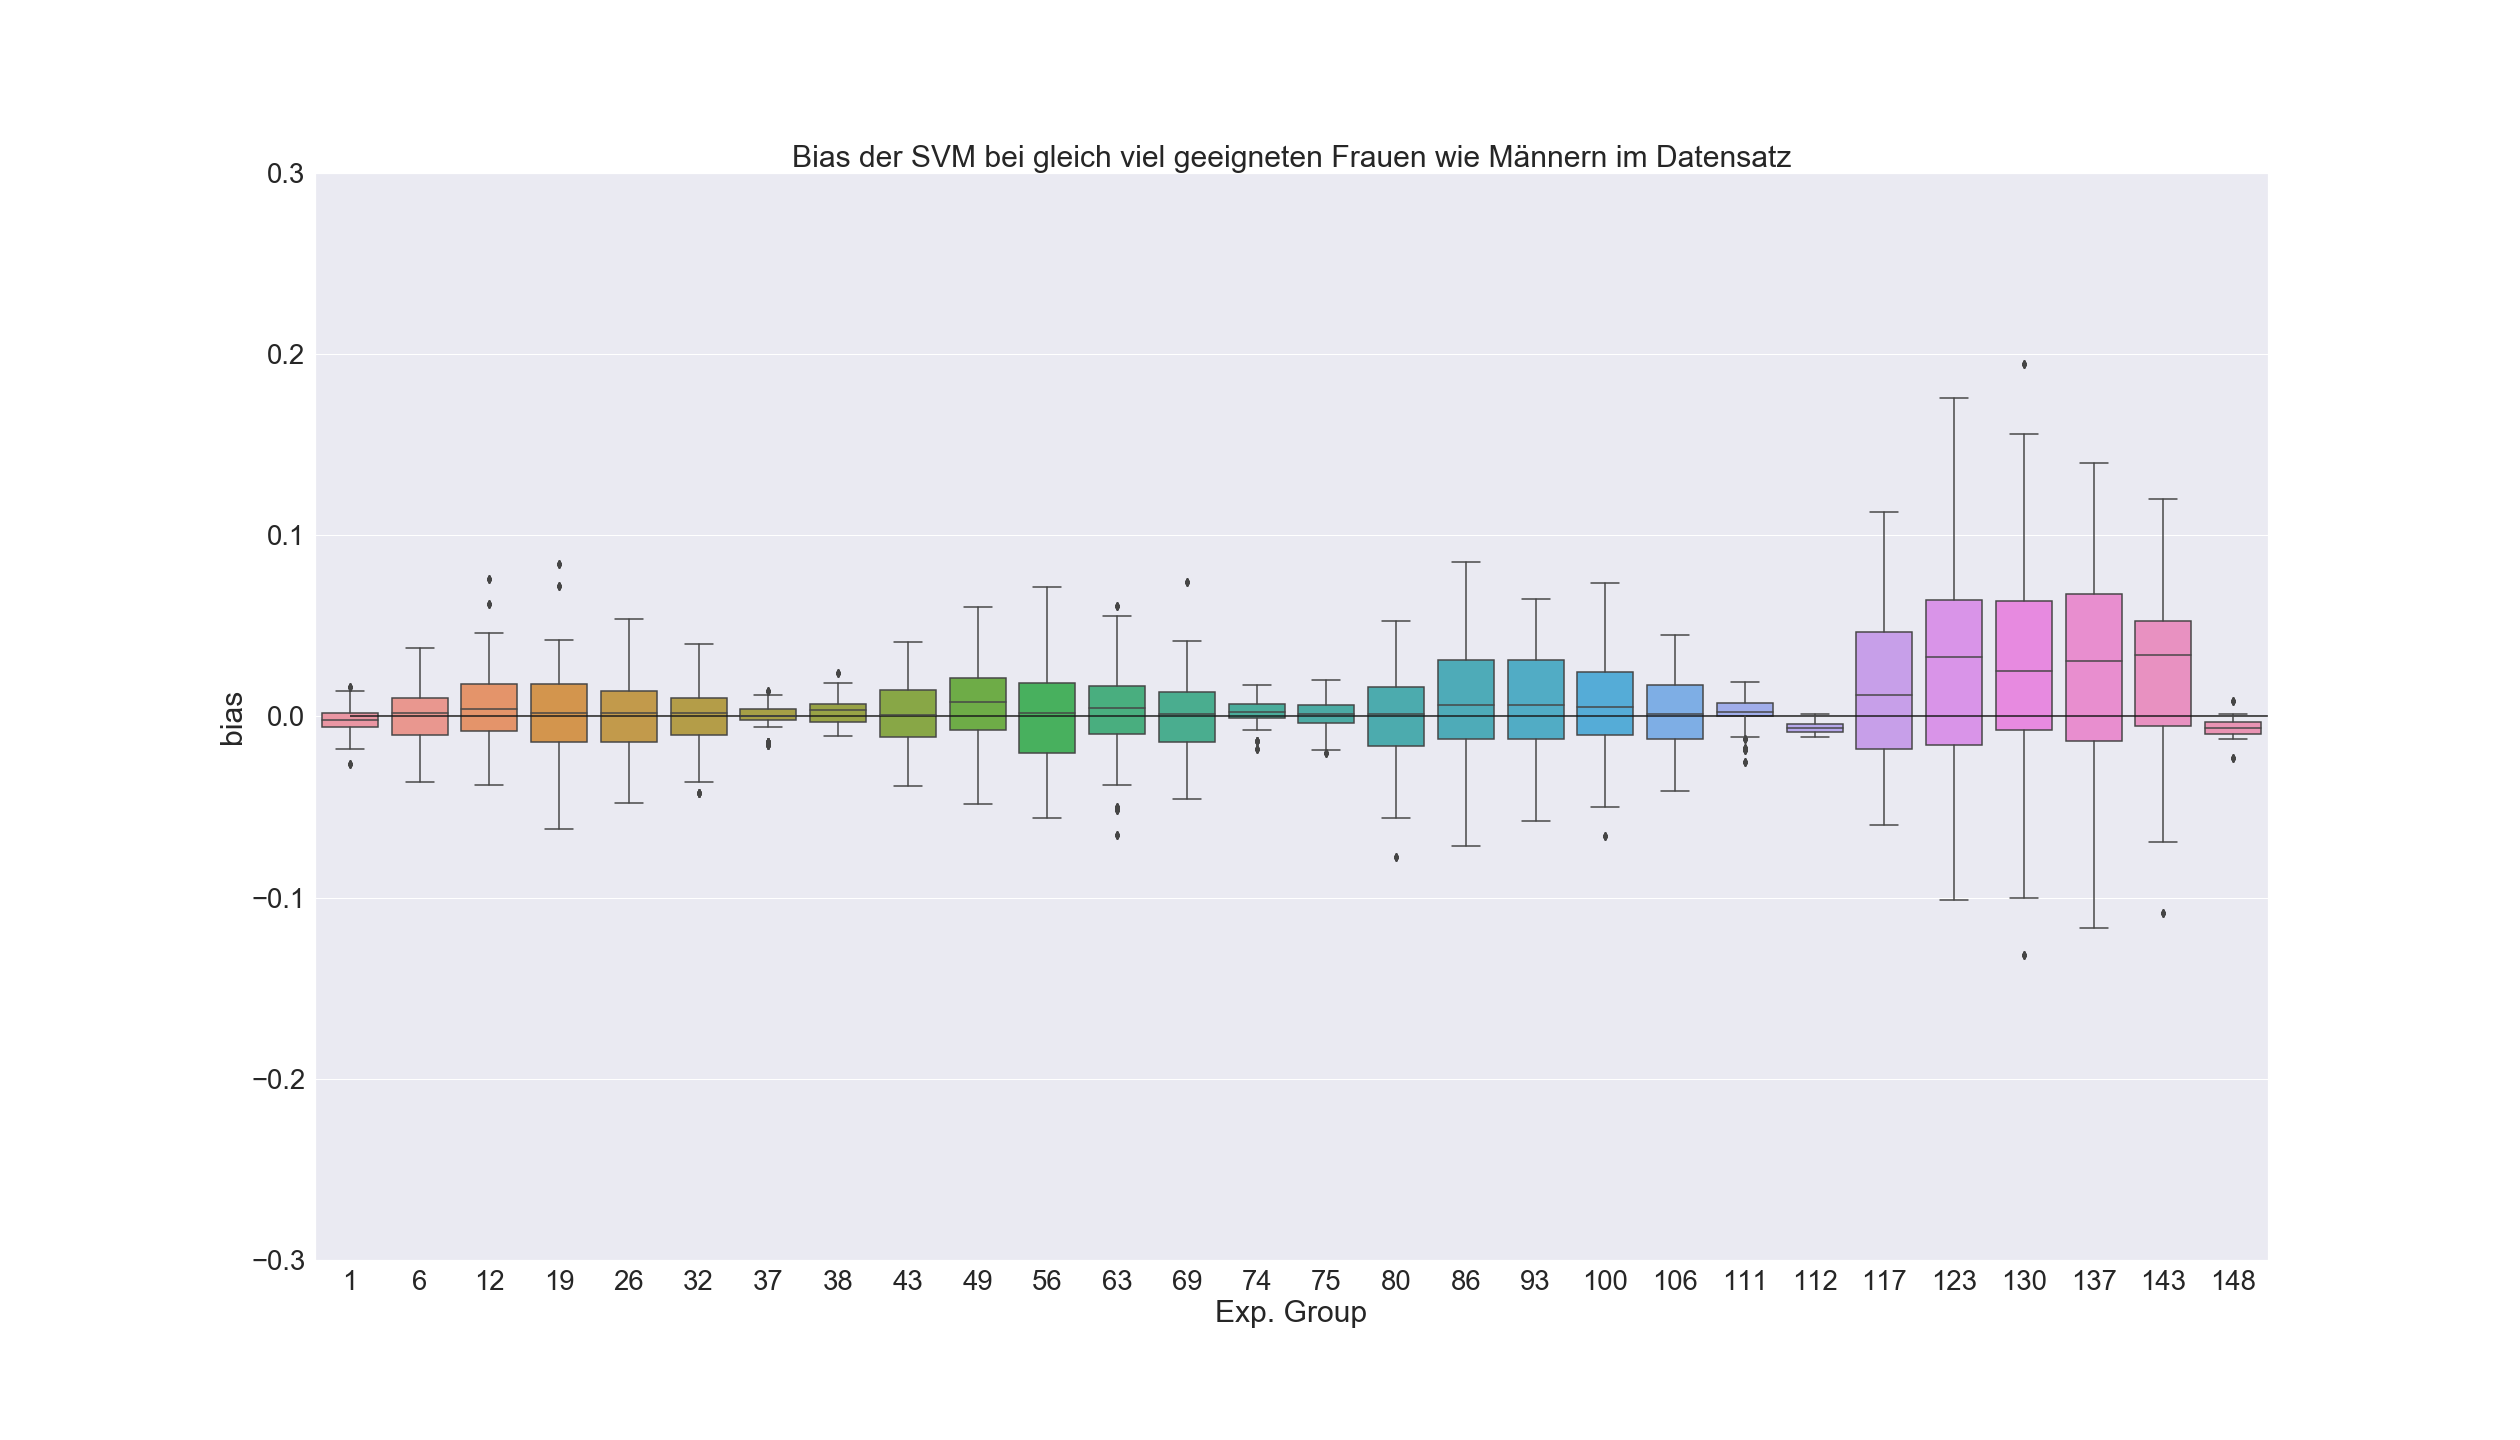 Bias der SVM bei gleich viel geeigneten Frauen wie Männern im Datensatz
0.3
0.2
0.1
0.0
−0.1
−0.2
−0.3
bias
1 6 12 19 26 32 37 38 43 49 56 63 69 74 75 80 86 93 100 106 111 112 117 123 130 137 143 148
Exp. Group